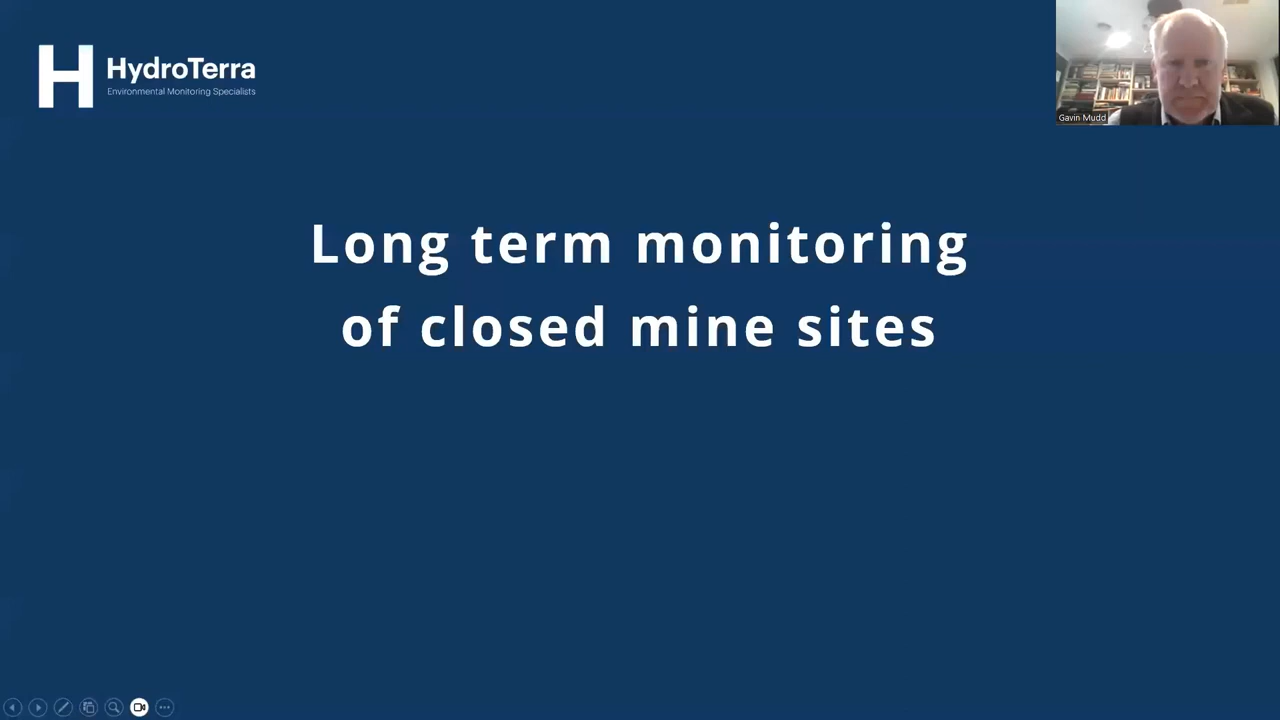 HydroTerra
Environmental Monitoring Specialists
Gavin Mudd
Long term monitoring
of closed mine sites